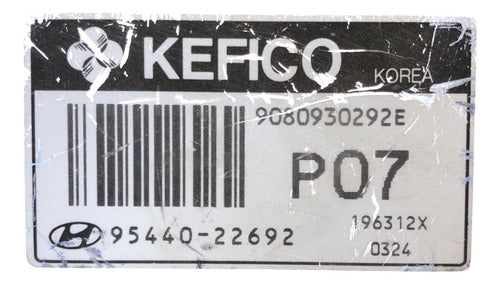 KEFICO KOREA
9080930292E
P07
196312X
95440-22692 0324